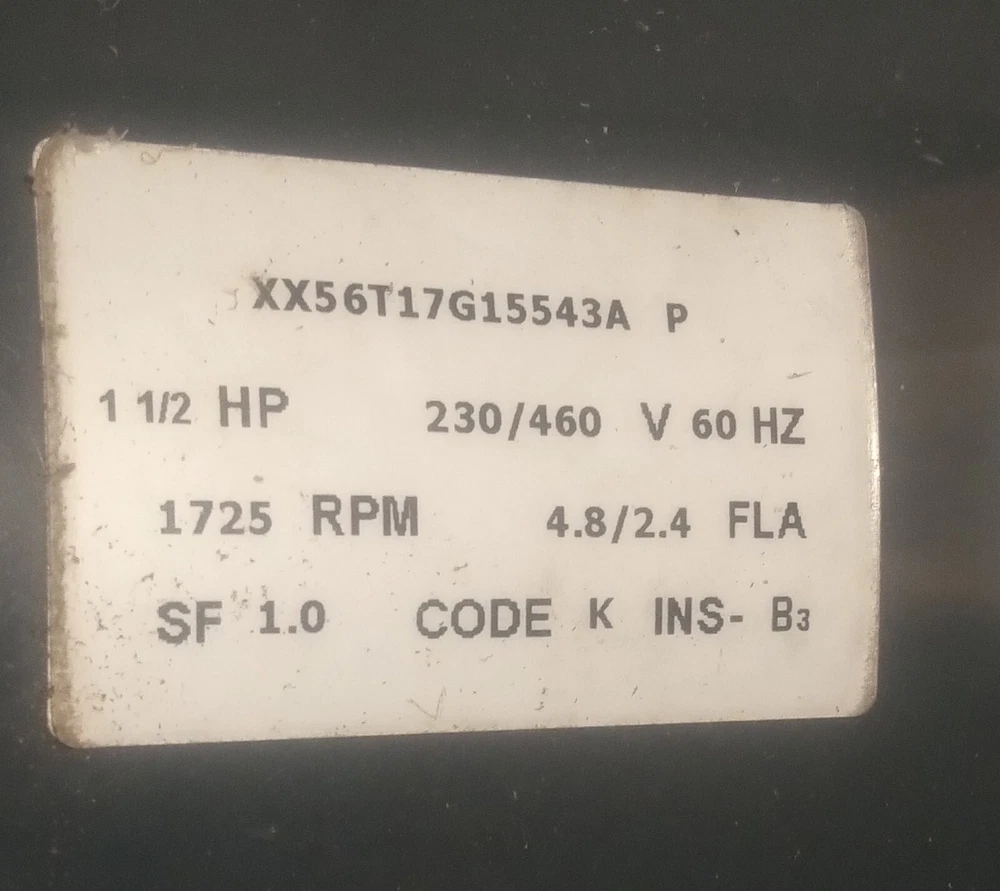 XX56T17G15543A P
1 1/2 HP 230/460 V 60 HZ
1725 RPM 4.8/2.4 FLA
SF 1.0 CODE K INS- B3